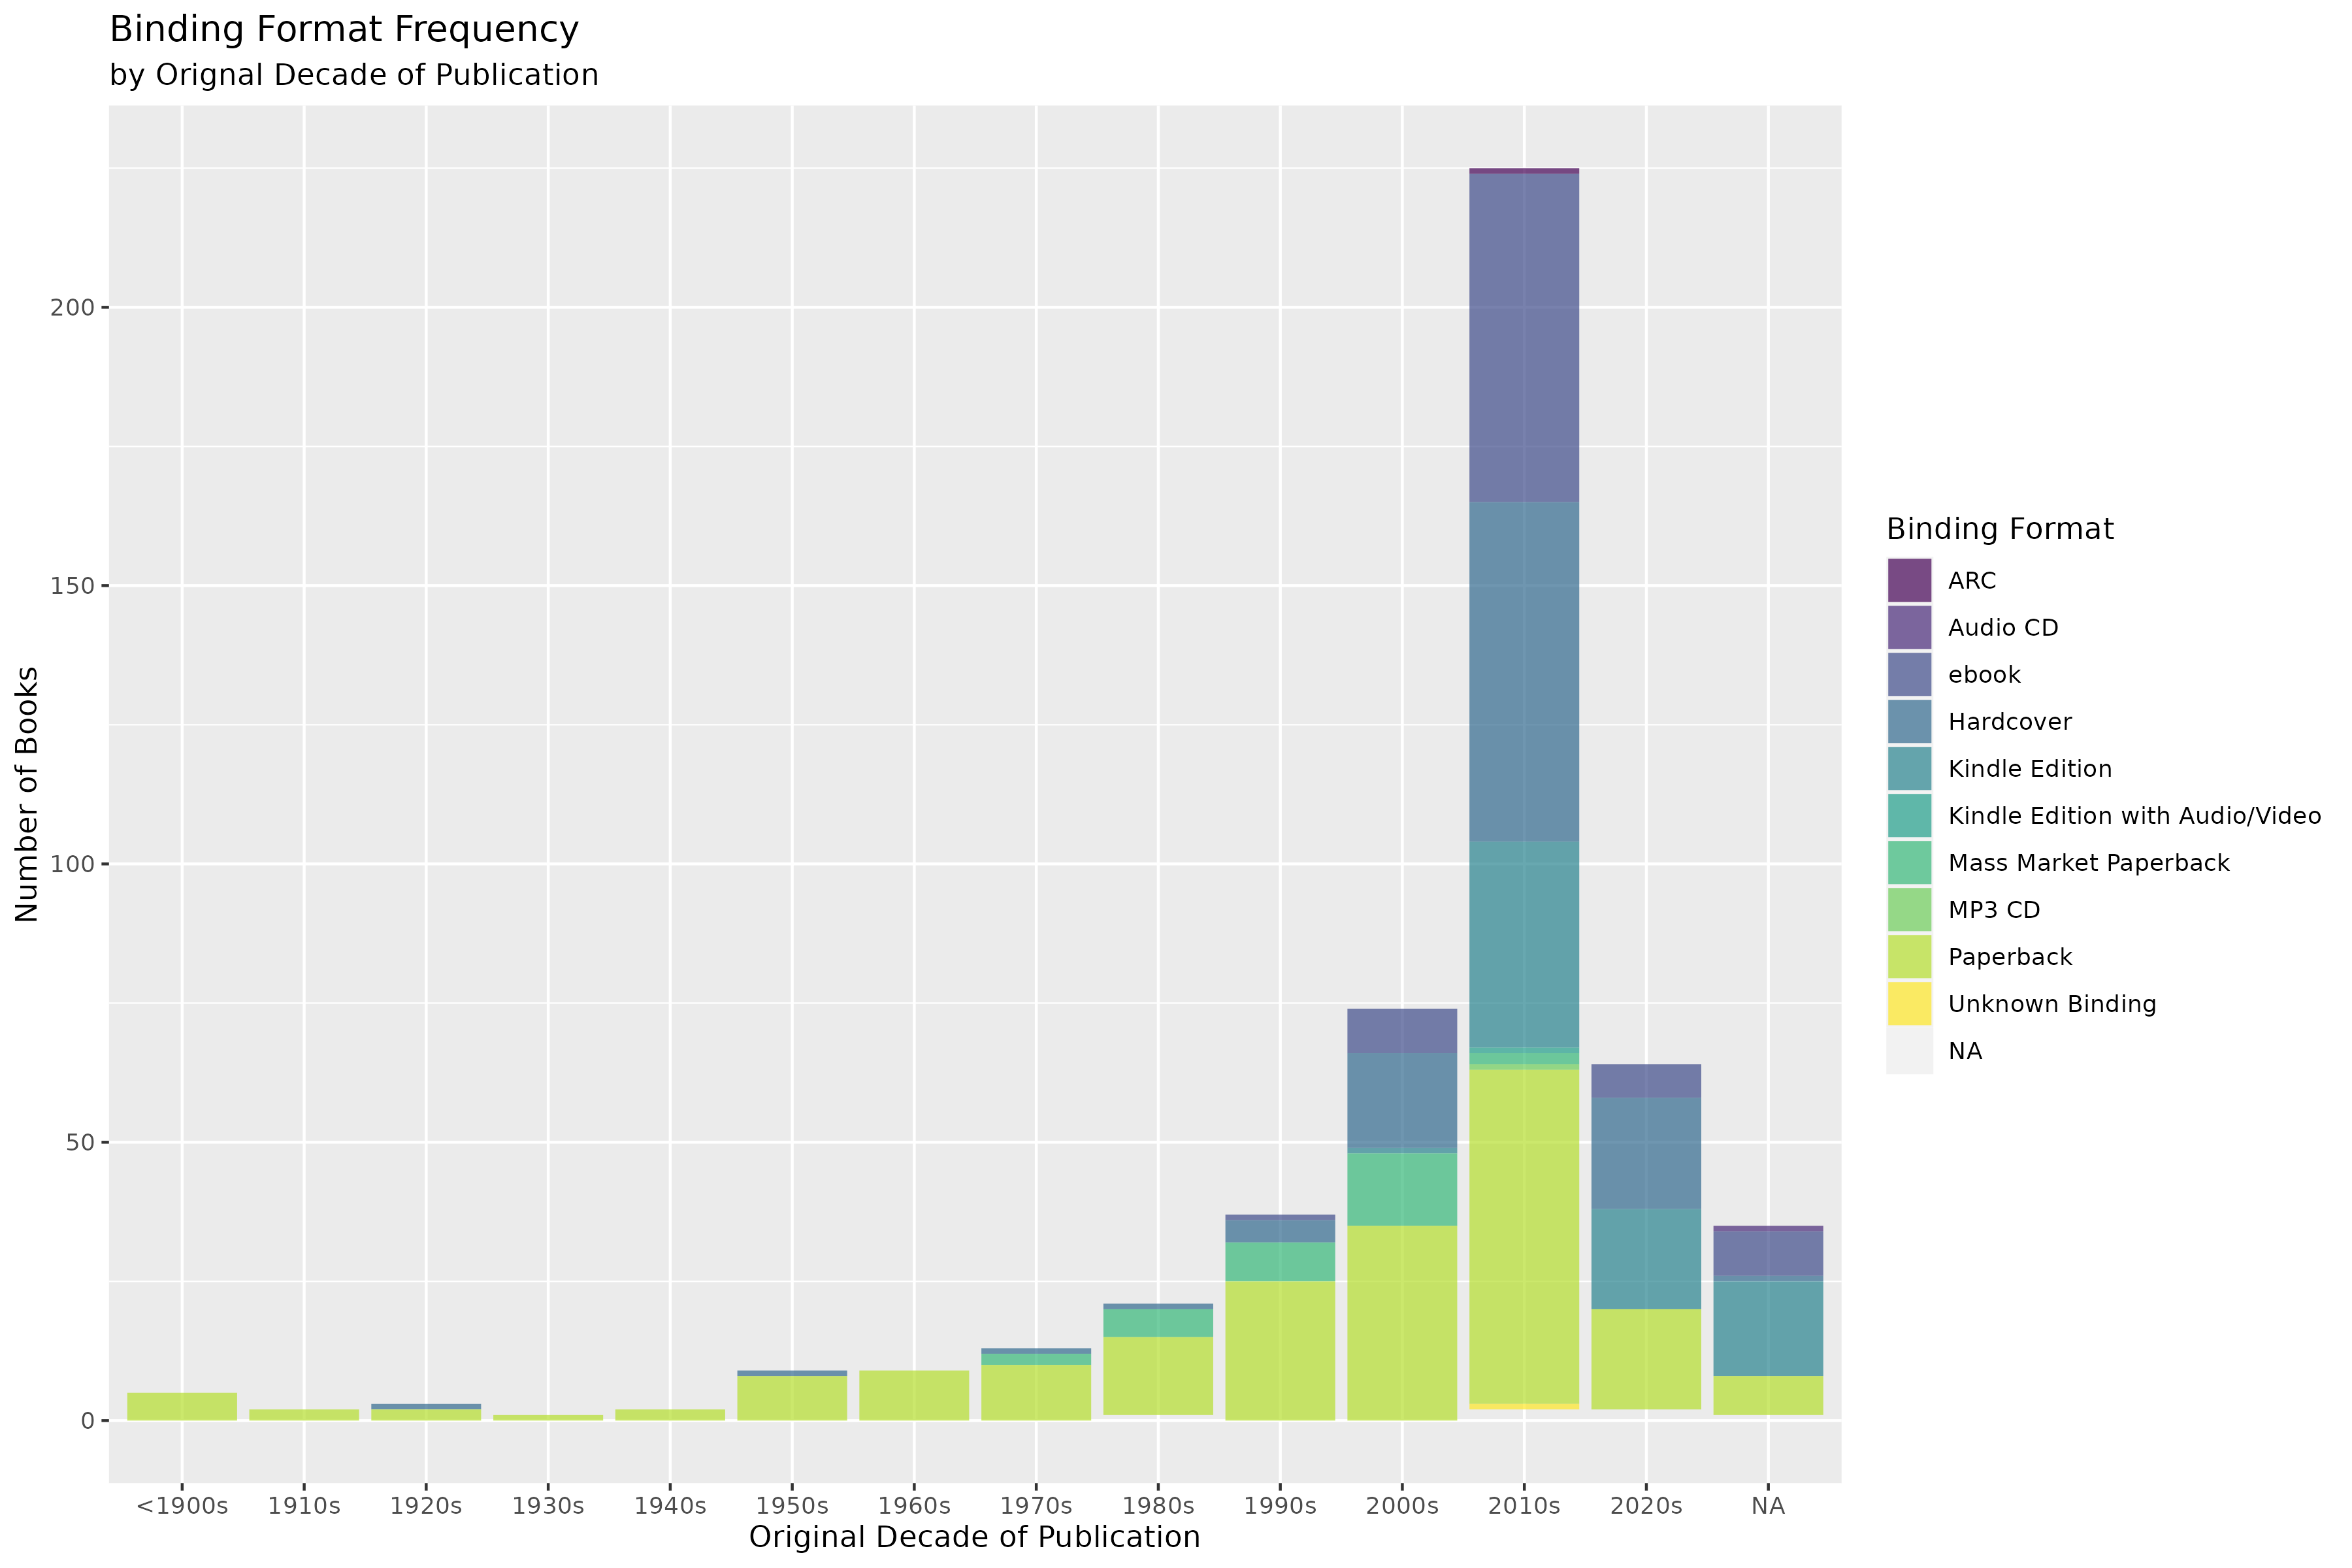 Binding Format Frequency
by Orignal Decade of Publication
Number of Books
200
150
100
50
0
<1900s 1910s 1920s 1930s 1940s 1950s 1960s 1970s 1980s 1990s 2000s 2010s 2020s NA
Original Decade of Publication
Binding Format
ARC
Audio CD
ebook
Hardcover
Kindle Edition
Kindle Edition with Audio/Video
Mass Market Paperback
MP3 CD
Paperback
Unknown Binding
NA